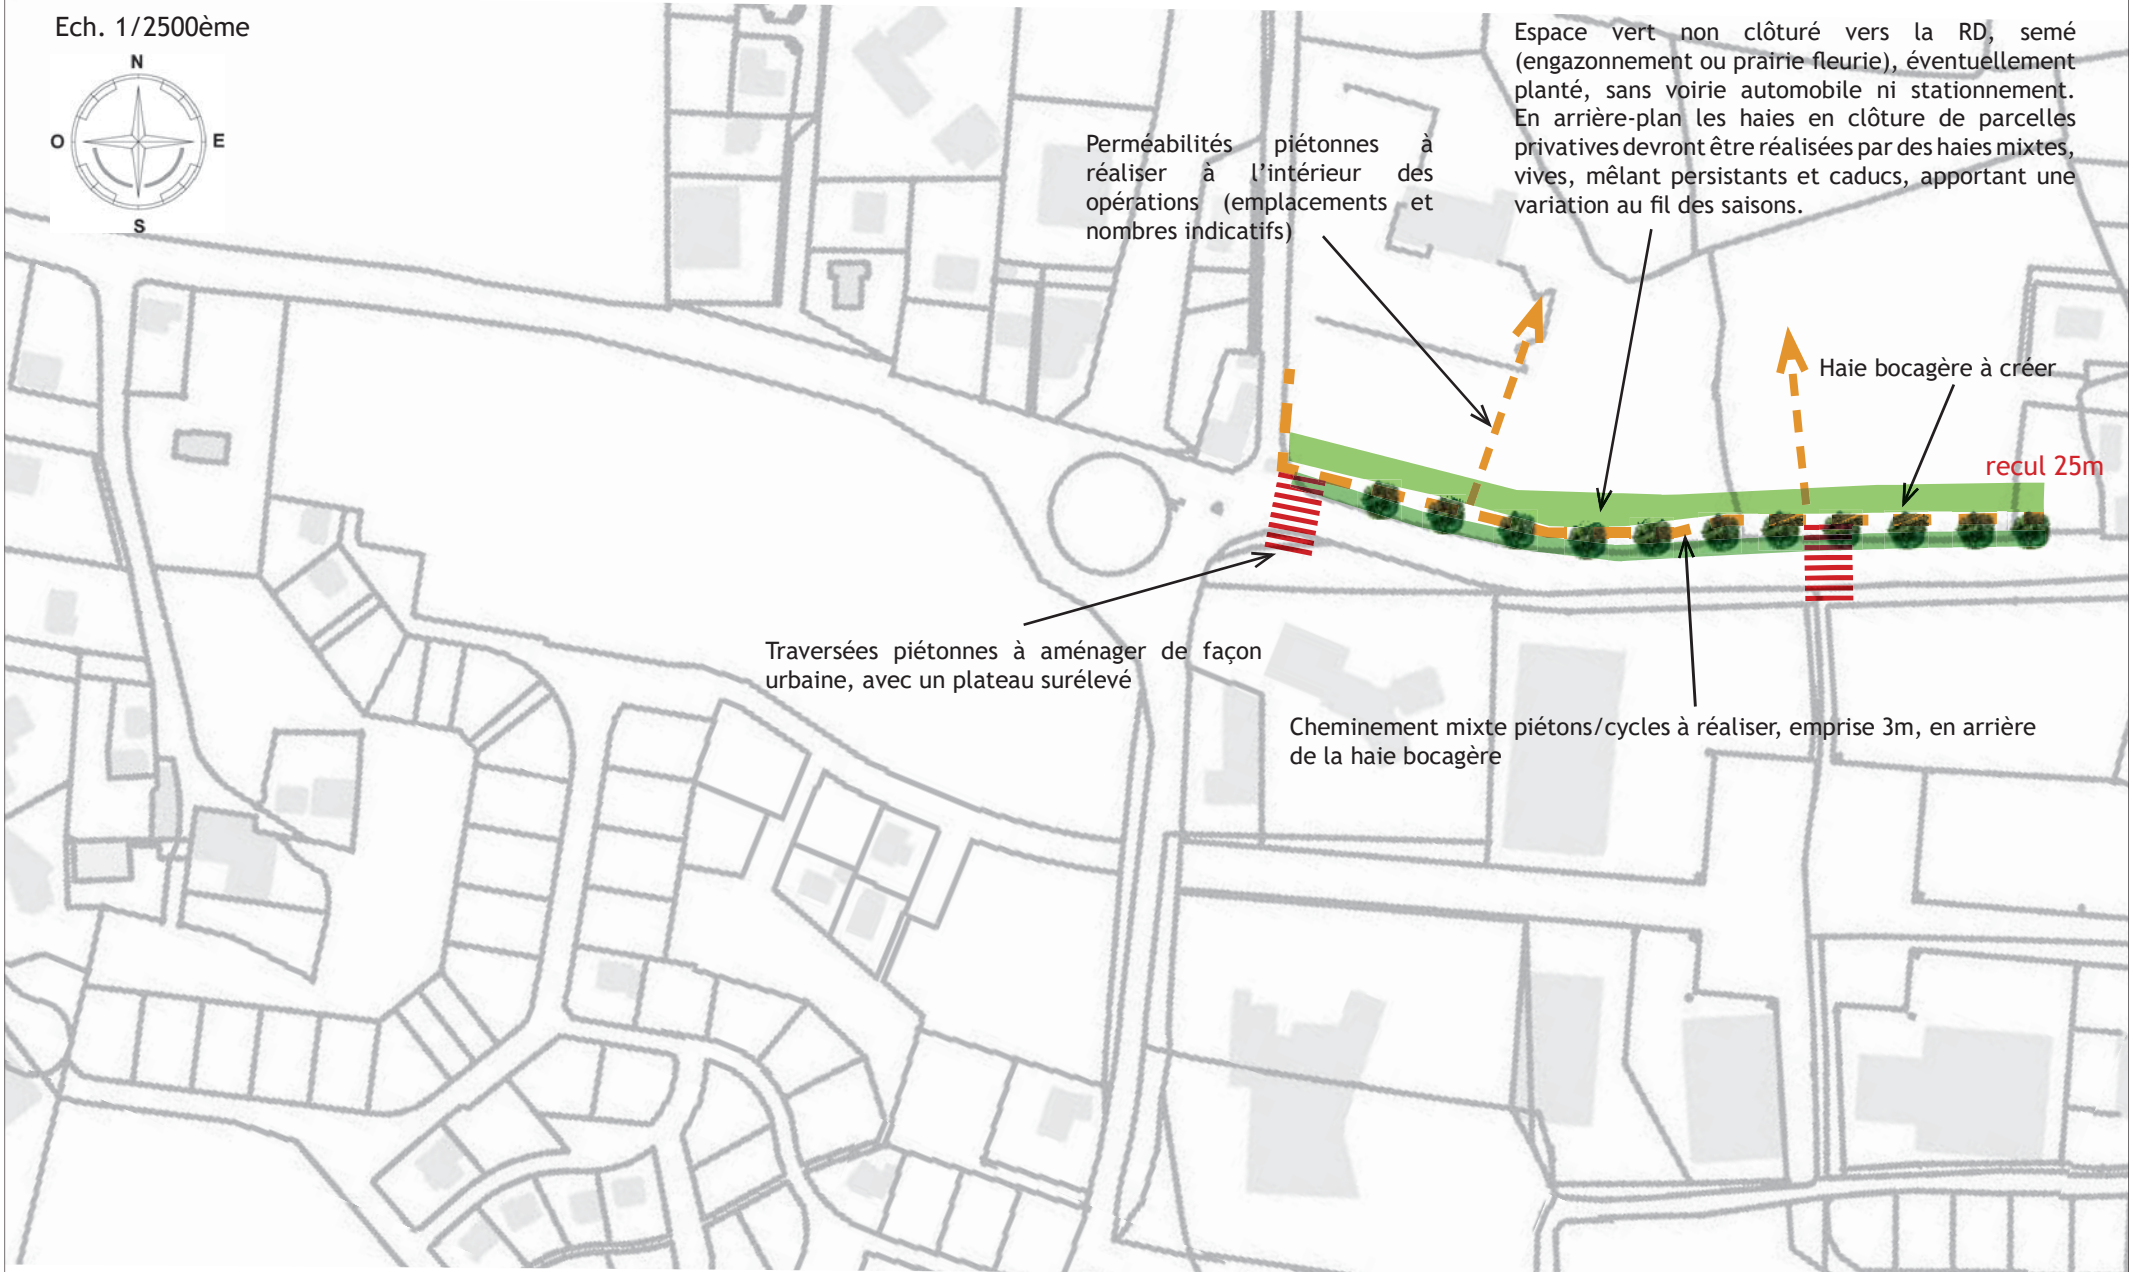 Ech. 1/2500ème
N
O
E
S
Espace vert non clôturé vers la RD, semé
(engazonnement ou prairie fleurie), éventuellement
planté, sans voirie automobile ni stationnement.
En arrière-plan les haies en clôture de parcelles
privatives devront être réalisées par des haies mixtes,
vives, mêlant persistants et caducs, apportant une
variation au fil des saisons.
Perméabilités piétonnes à
réaliser à l'intérieur des
opérations (emplacements et
nombres indicatifs)
Haie bocagère à créer
recul 25m
Traversées piétonnes à aménager de façon
urbaine, avec un plateau surélevé
Cheminement mixte piétons/cycles à réaliser, emprise 3m, en arrière
de la haie bocagère